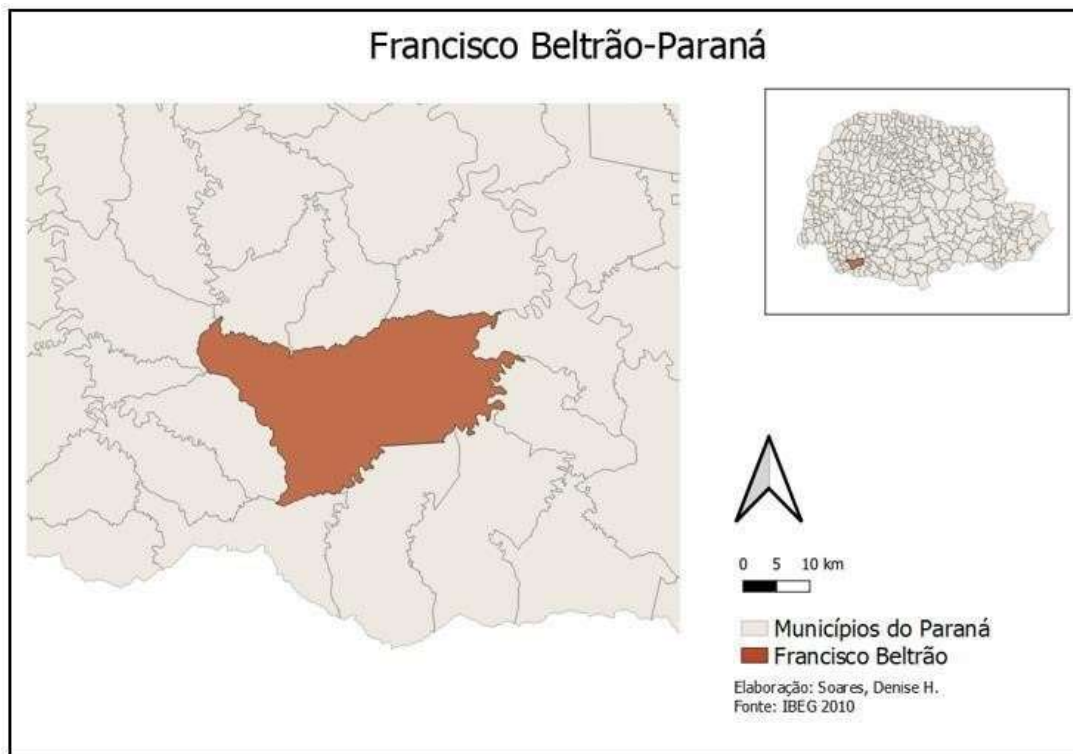 Francisco Beltrão-Paraná
0 5 10 km
Municípios do Paraná
Francisco Beltrão
Elaboração: Soares, Denise H.
Fonte: IBEG 2010